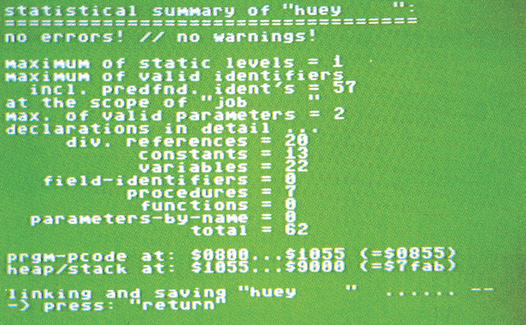 statistical summary of "huey     ":
===================================
no errors! // no warnings!
maximum of static levels = 1
maximum of valid identifiers
incl. predfnd. ident's = 57
at the scope of "job     "
max. of valid parameters = 2
declarations in detail ...
div. references = 20
constants = 13
variables = 22
field-identifiers = 0
procedures = 7
functions = 0
parameters-by-name = 0
total = 62
prgm-pcode at: $0800...$1055 (=$0855)
heap/stack at: $1055...$9000 (=$7fab)
linking and saving "huey     " ...... --
-> press: "return"